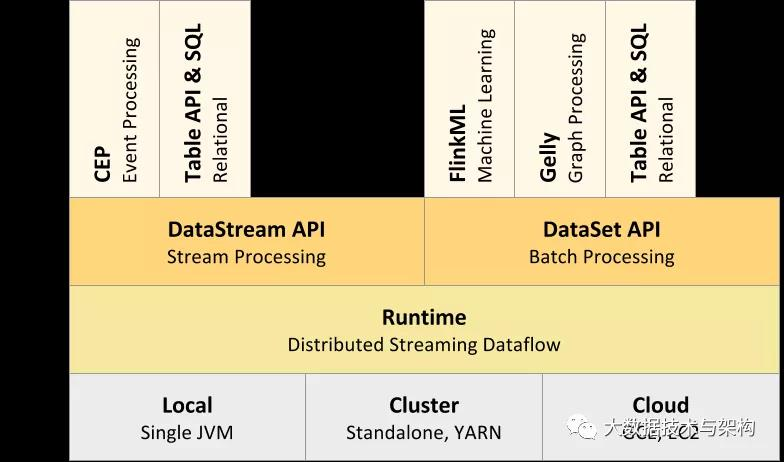 CEP
Event Processing
Table API & SQL
Relational
FlinkML
Machine Learning
Gelly
Graph Processing
Table API & SQL
Relational
DataStream API
Stream Processing
DataSet API
Batch Processing
Runtime
Distributed Streaming Dataflow
Local
Single JVM
Cluster
Standalone, YARN
Cloud
GCE, EC2
大数据技术与架构